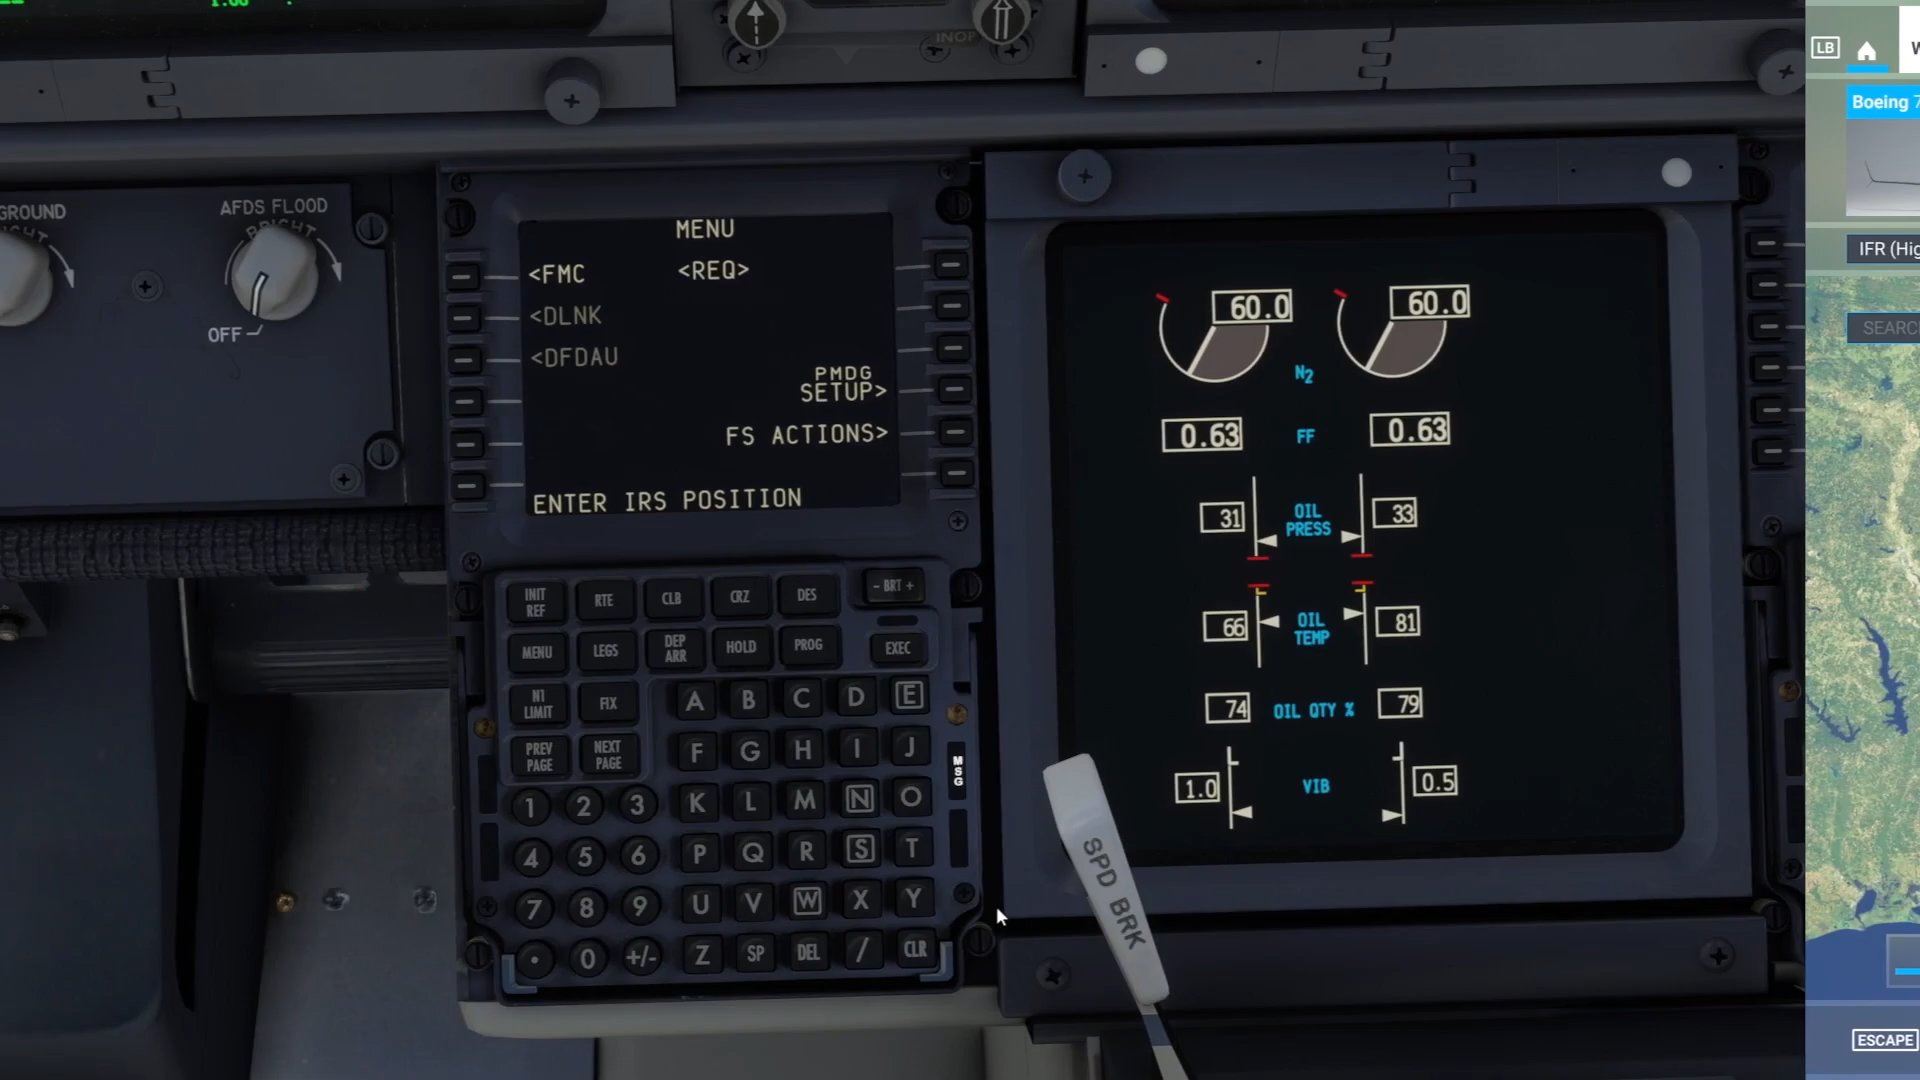 1.00
INOP
LB
Boeing 7
IFR (Hig
SEARC
ESCAPE
GROUND
AFDS FLOOD
BRIGHT
OFF
MENU
<FMC <REQ>
<DLNK
<DFDAU
PMDG
SETUP>
FS ACTIONS>
ENTER IRS POSITION
INIT REF
RTE
CLB
CRZ
DES
- BRT +
MENU
LEGS
DEP ARR
HOLD
PROG
EXEC
N1 LIMIT
FIX
A B C D E
PREV PAGE
NEXT PAGE
F G H I J
MSG
1 2 3 K L M N O
4 5 6 P Q R S T
7 8 9 U V W X Y
. 0 +/- Z SP DEL / CLR
60.0 60.0
N2
0.63 FF 0.63
31 OIL PRESS 33
66 OIL TEMP 81
74 OIL QTY % 79
1.0 VIB 0.5
SPD BRK